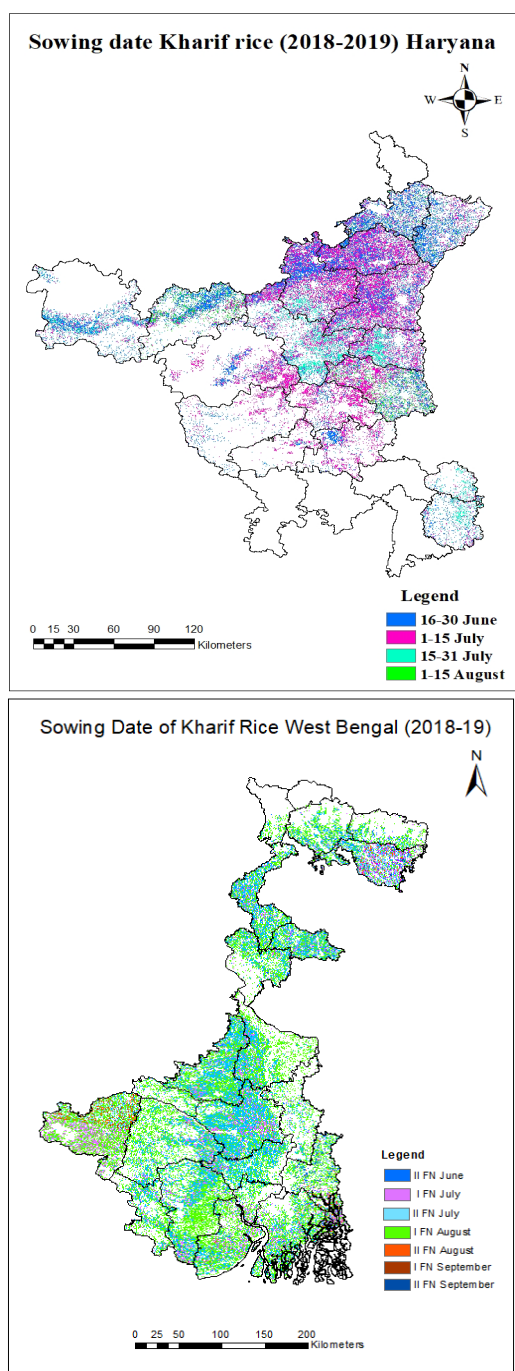 Sowing date Kharif rice (2018-2019) Haryana
N
W E
S
Legend
16-30 June
1-15 July
15-31 July
1-15 August
0 15 30 60 90 120
Kilometers
Sowing Date of Kharif Rice West Bengal (2018-19)
N
Legend
II FN June
I FN July
II FN July
I FN August
II FN August
I FN September
II FN September
0 25 50 100 150 200
Kilometers